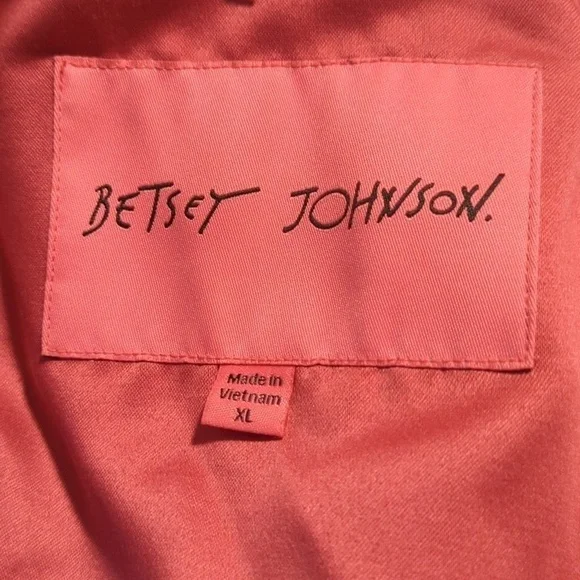 BETSEY JOHNSON.
Made in
Vietnam
XL